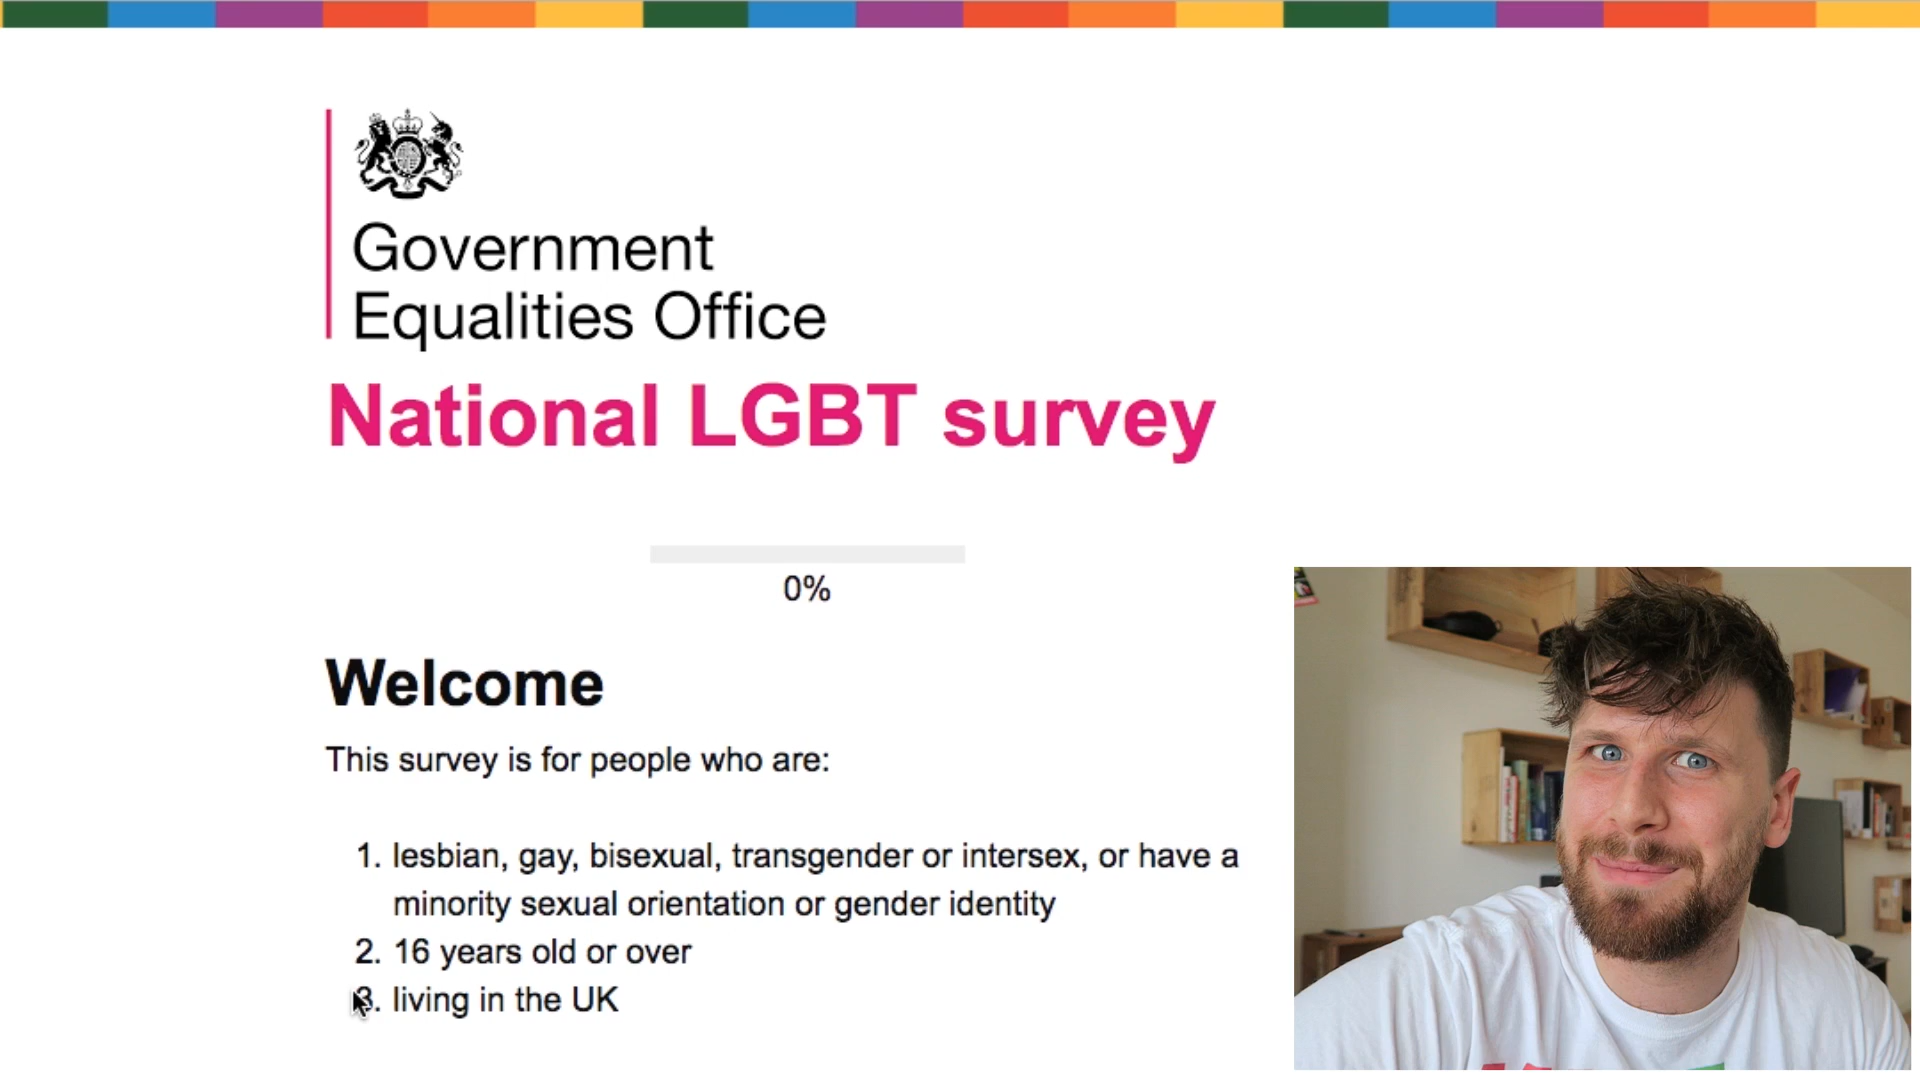 Government
Equalities Office
National LGBT survey
0%
Welcome
This survey is for people who are:
1. lesbian, gay, bisexual, transgender or intersex, or have a
minority sexual orientation or gender identity
2. 16 years old or over
3. living in the UK